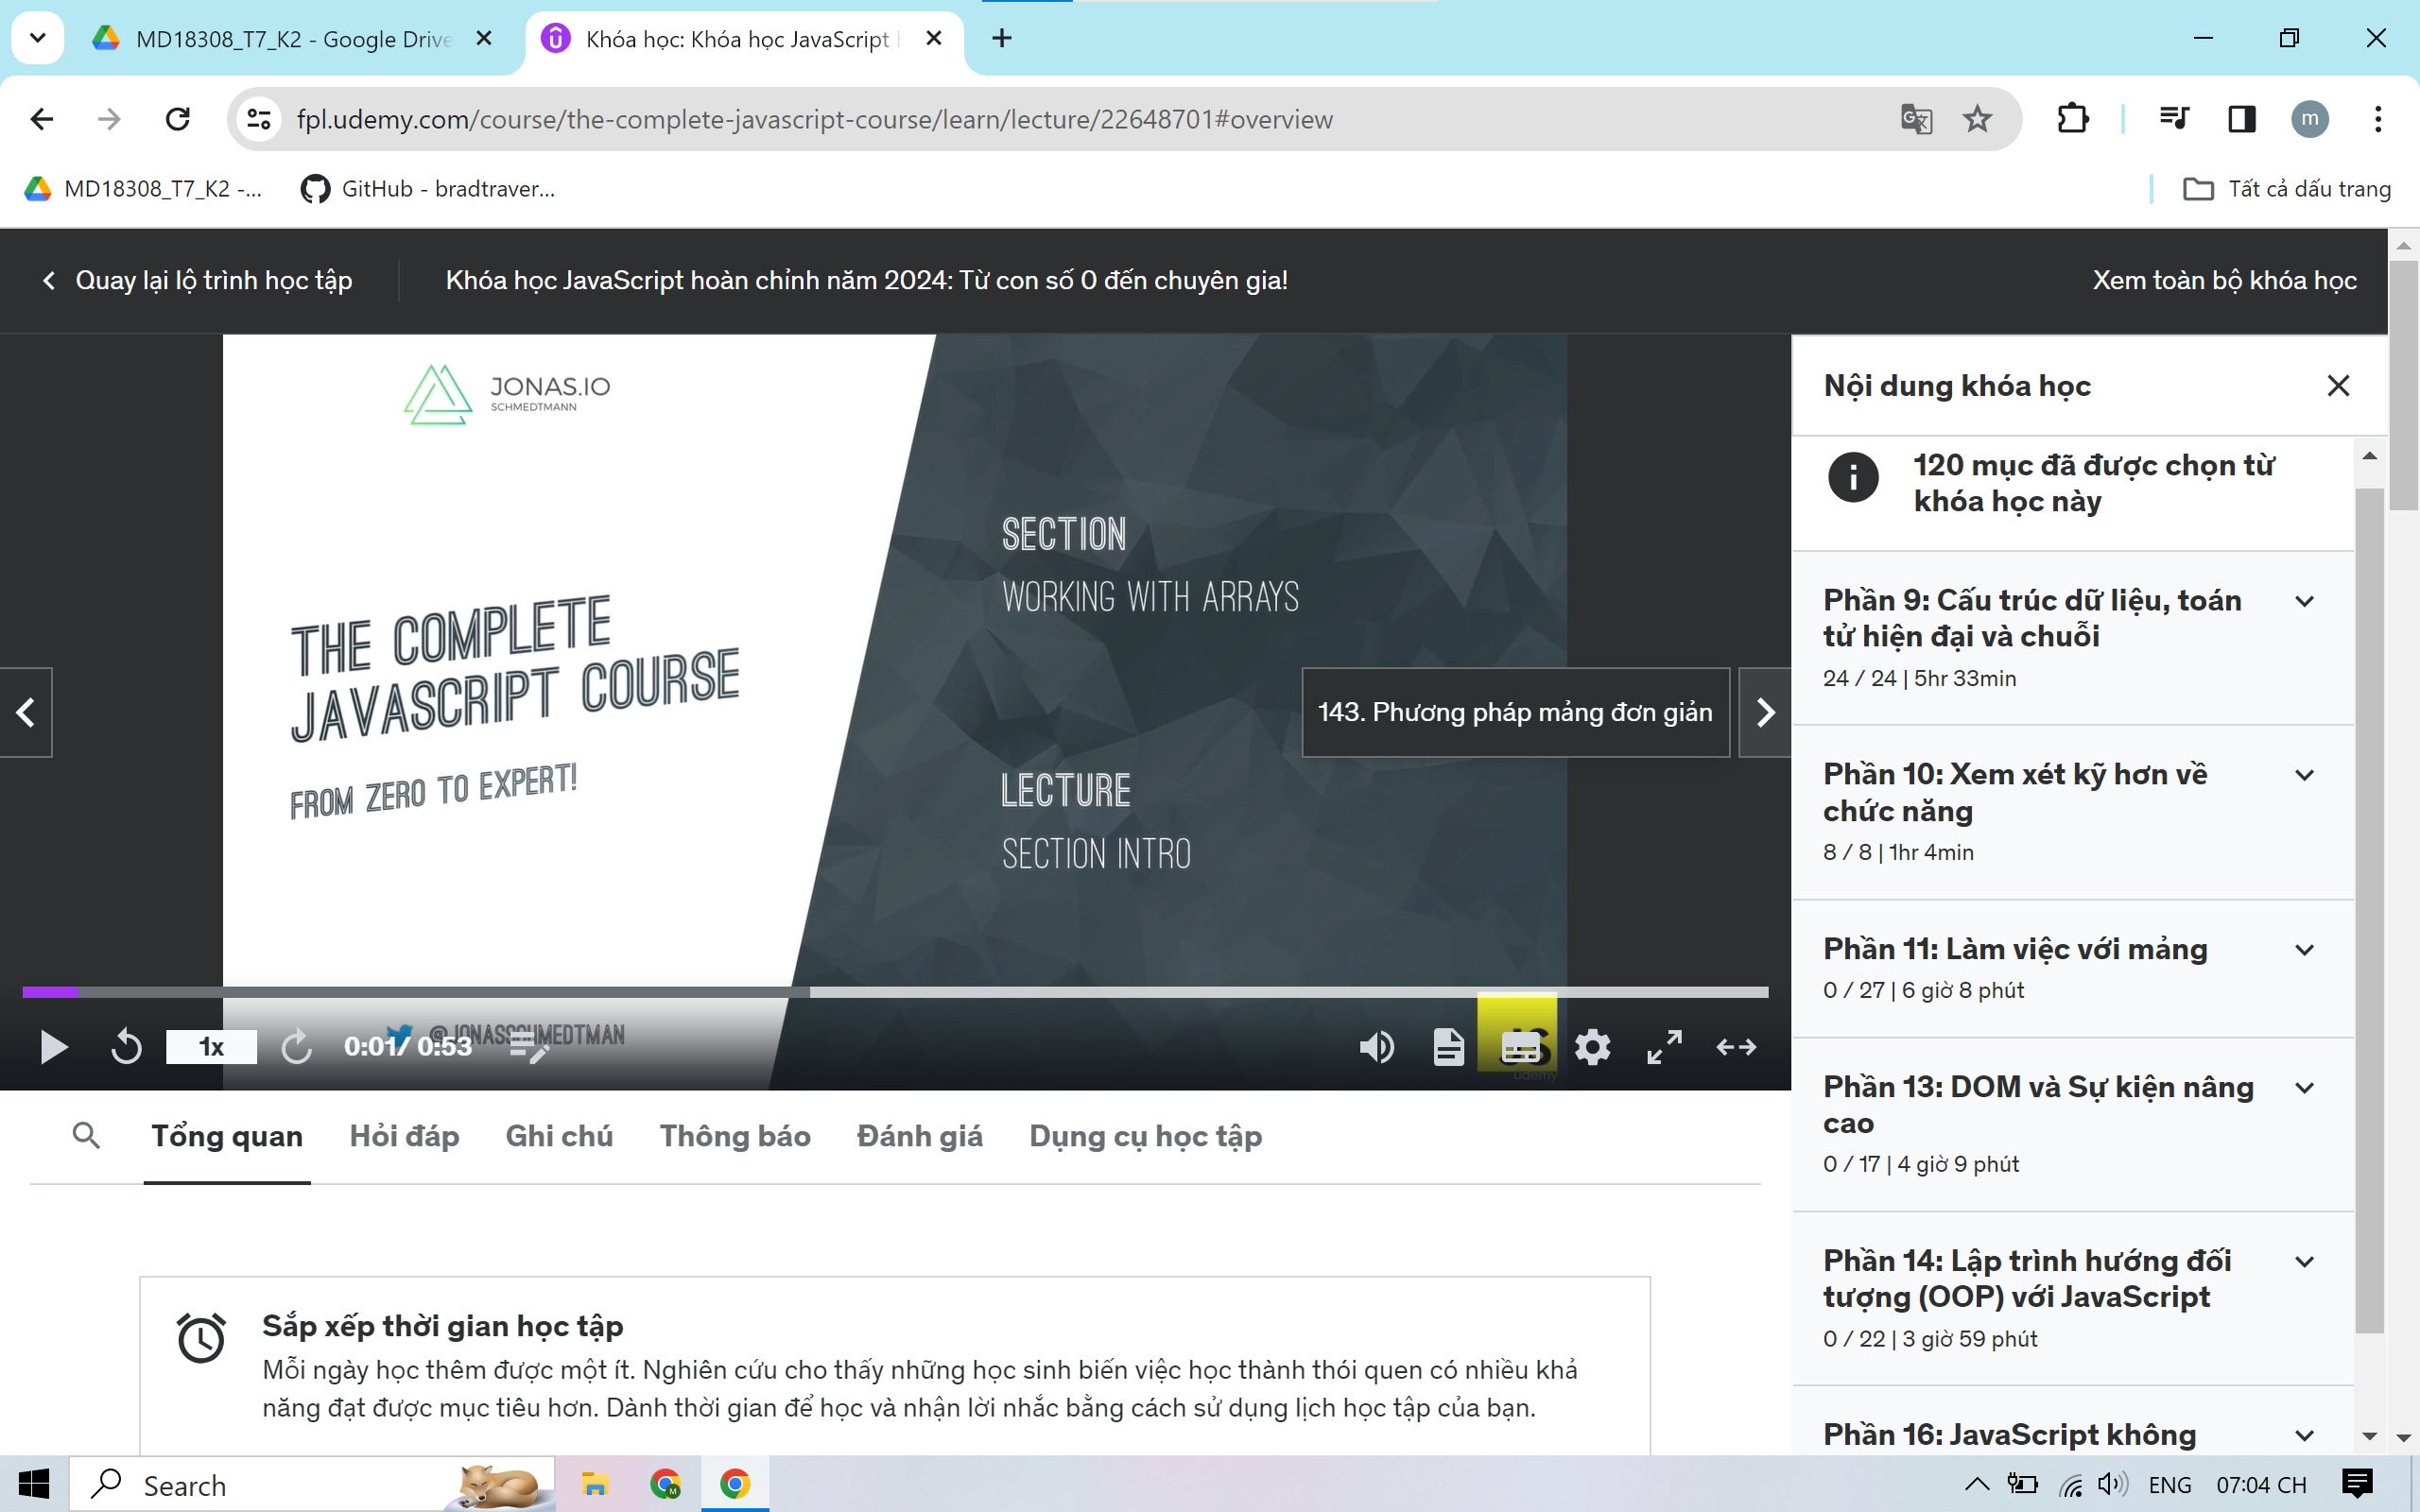 MD18308_T7_K2 - Google Drive
Khóa học: Khóa học JavaScript
fpl.udemy.com/course/the-complete-javascript-course/learn/lecture/22648701#overview
m
MD18308_T7_K2 -...
GitHub - bradtraver...
Tất cả dấu trang
Quay lại lộ trình học tập
Khóa học JavaScript hoàn chỉnh năm 2024: Từ con số 0 đến chuyên gia!
Xem toàn bộ khóa học
JONAS.IO
SCHMEDTMANN
THE COMPLETE
JAVASCRIPT COURSE
FROM ZERO TO EXPERT!
SECTION
WORKING WITH ARRAYS
LECTURE
SECTION INTRO
143. Phương pháp mảng đơn giản
@JONASSCHMEDTMAN
JS
udemy
1x
0:01 / 0:53
Nội dung khóa học
120 mục đã được chọn từ
khóa học này
Phần 9: Cấu trúc dữ liệu, toán
tử hiện đại và chuỗi
24 / 24 | 5hr 33min
Phần 10: Xem xét kỹ hơn về
chức năng
8 / 8 | 1hr 4min
Phần 11: Làm việc với mảng
0 / 27 | 6 giờ 8 phút
Phần 13: DOM và Sự kiện nâng
cao
0 / 17 | 4 giờ 9 phút
Phần 14: Lập trình hướng đối
tượng (OOP) với JavaScript
0 / 22 | 3 giờ 59 phút
Phần 16: JavaScript không
Tổng quan
Hỏi đáp
Ghi chú
Thông báo
Đánh giá
Dụng cụ học tập
Sắp xếp thời gian học tập
Mỗi ngày học thêm được một ít. Nghiên cứu cho thấy những học sinh biến việc học thành thói quen có nhiều khả
năng đạt được mục tiêu hơn. Dành thời gian để học và nhận lời nhắc bằng cách sử dụng lịch học tập của bạn.
Search
ENG
07:04 CH